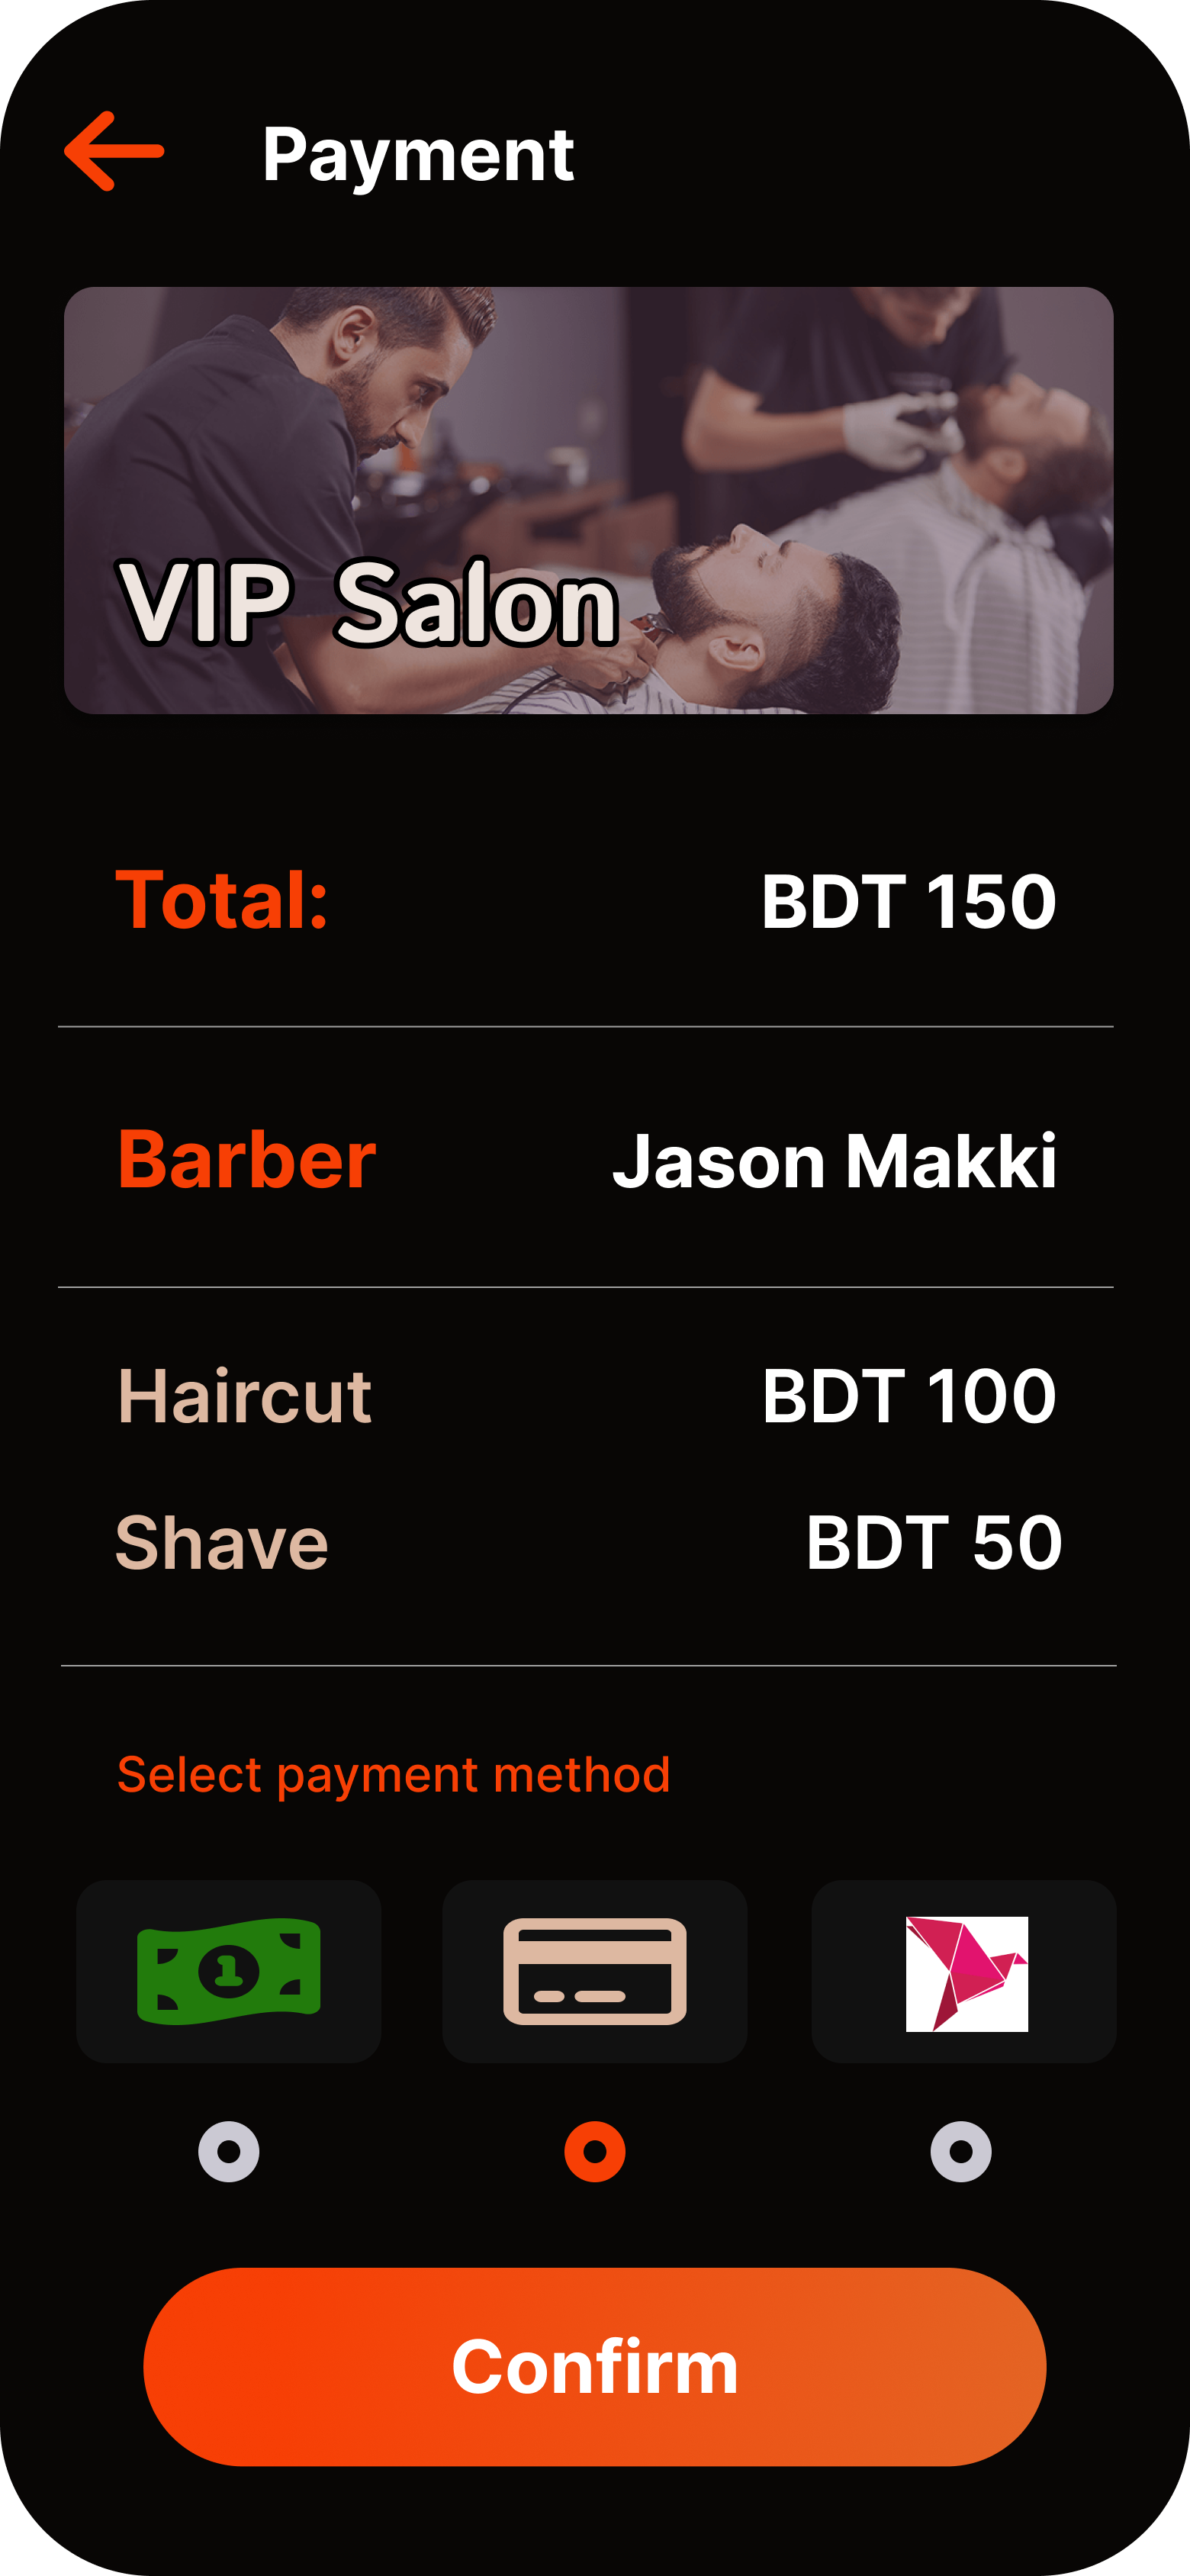 Payment
VIP Salon
Total: BDT 150
Barber Jason Makki
Haircut BDT 100
Shave BDT 50
Select payment method
1
Confirm